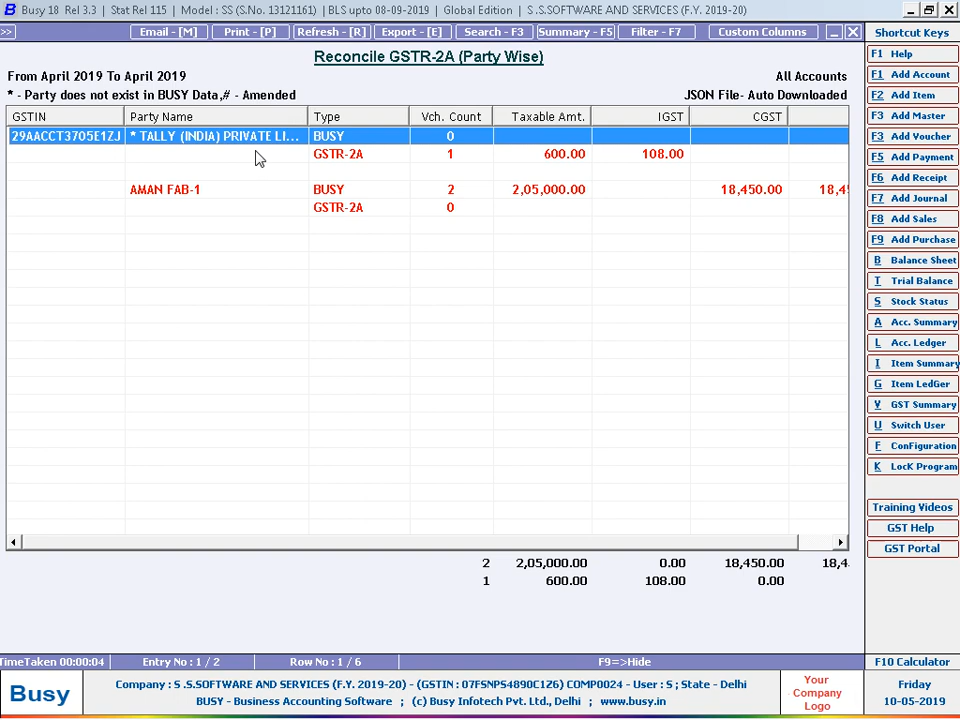 Busy 18 Rel 3.3 | Stat Rel 115 | Model : SS (S.No. 13121161) | BLS upto 08-09-2019 | Global Edition | S .S.SOFTWARE AND SERVICES (F.Y. 2019-20)
>> Email - [M] Print - [P] Refresh - [R] Export - [E] Search - F3 Summary - F5 Filter - F7 Custom Columns
Reconcile GSTR-2A (Party Wise)
From April 2019 To April 2019 All Accounts
* - Party does not exist in BUSY Data,# - Amended JSON File- Auto Downloaded
GSTIN Party Name Type Vch. Count Taxable Amt. IGST CGST
29AACCT3705E1ZJ * TALLY (INDIA) PRIVATE LI... BUSY 0
GSTR-2A 1 600.00 108.00
AMAN FAB-1 BUSY 2 2,05,000.00 18,450.00 18,45
GSTR-2A 0
2 2,05,000.00 0.00 18,450.00 18,4
1 600.00 108.00 0.00
TimeTaken 00:00:04 Entry No : 1 / 2 Row No : 1 / 6 F9=>Hide
Shortcut Keys
F1 Help
F1 Add Account
F2 Add Item
F3 Add Master
F3 Add Voucher
F5 Add Payment
F6 Add Receipt
F7 Add Journal
F8 Add Sales
F9 Add Purchase
B Balance Sheet
T Trial Balance
S Stock Status
A Acc. Summary
L Acc. Ledger
I Item Summary
G Item LedGer
V GST Summary
U Switch User
F ConFiguration
K LocK Program
Training Videos
GST Help
GST Portal
F10 Calculator
Busy
Company : S .S.SOFTWARE AND SERVICES (F.Y. 2019-20) - (GSTIN : 07FSNPS4890C1Z6) COMP0024 - User : S ; State - Delhi
BUSY - Business Accounting Software ; (c) Busy Infotech Pvt. Ltd., Delhi ; www.busy.in
Your
Company
Logo
Friday
10-05-2019